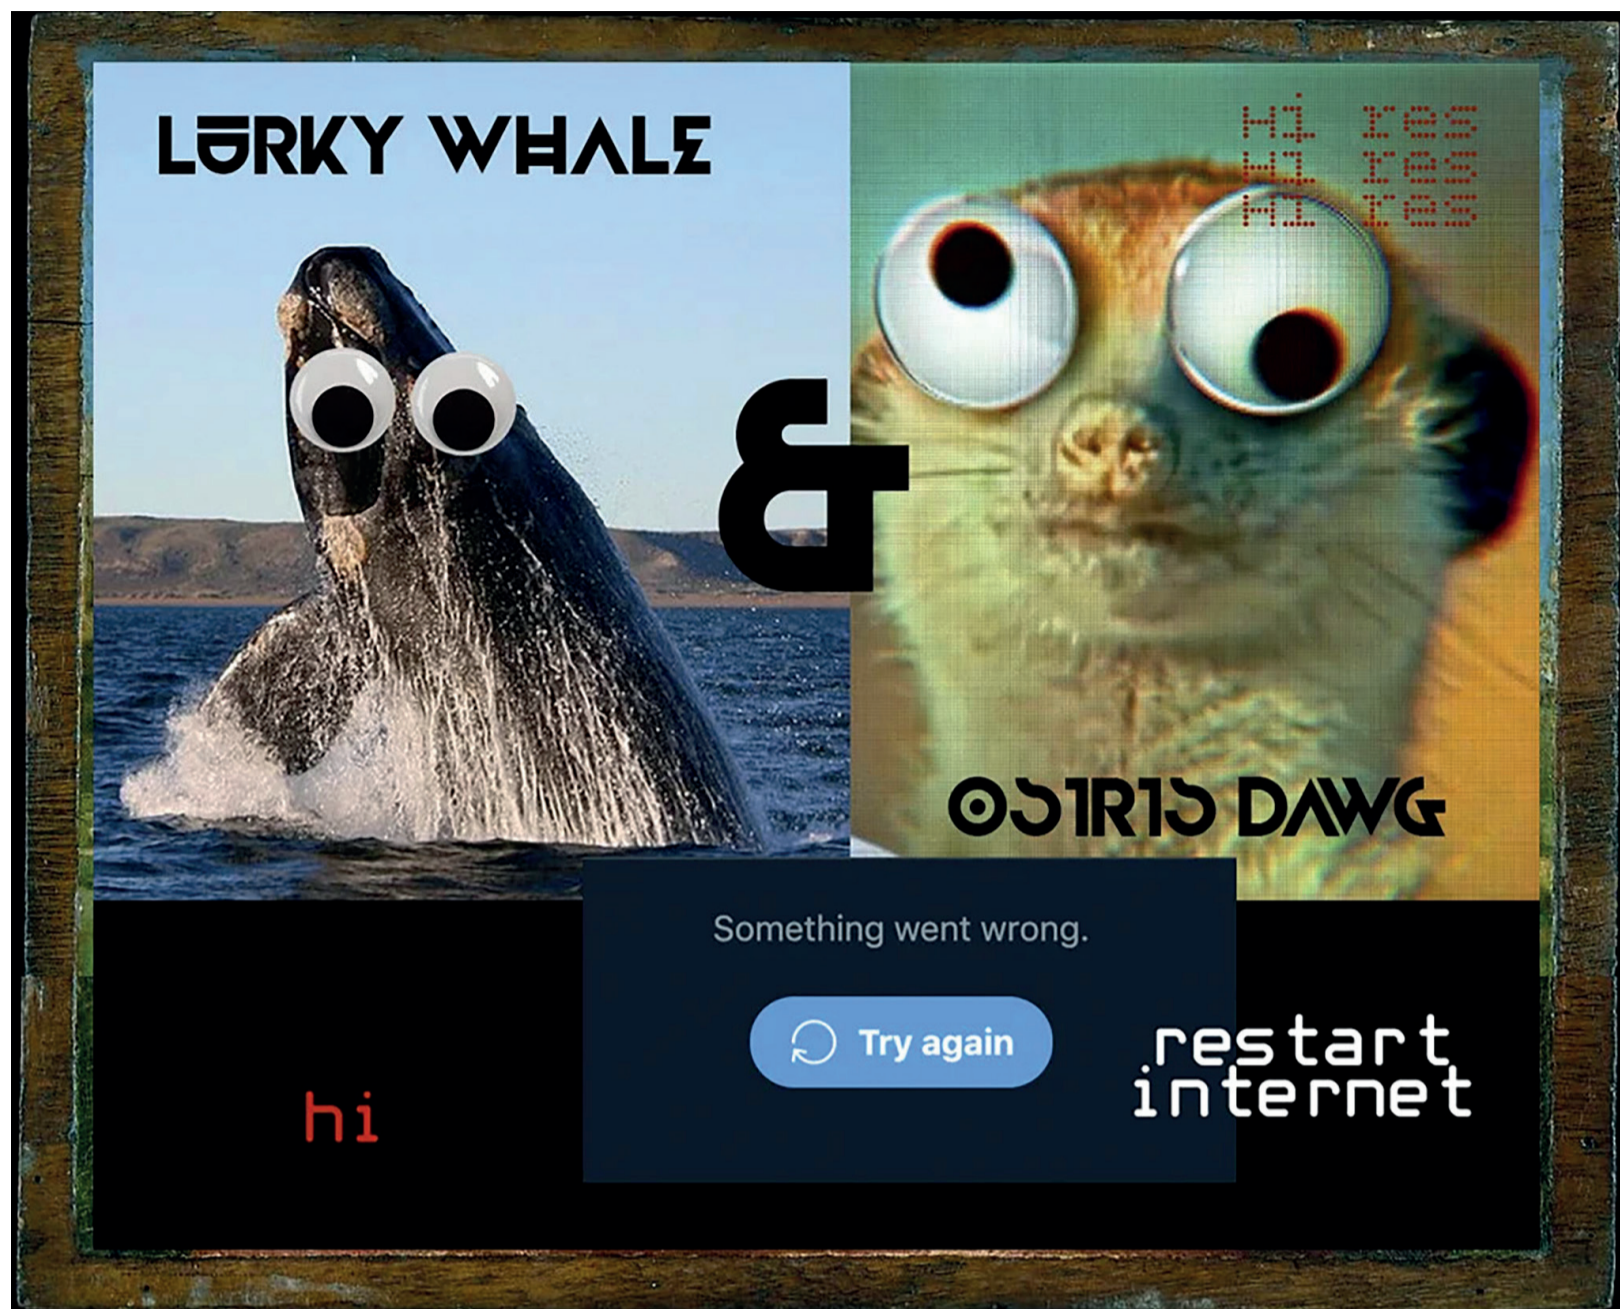 LURKY WHALE
Hi res
Hi res
Hi res
&
OSIRIS DAWG
Something went wrong.
Try again
restart
internet
hi